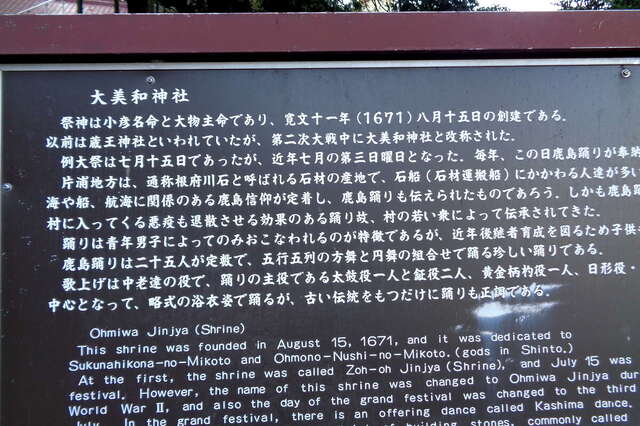 大美和神社
祭神は小彦名命と大物主命であり、寛文十一年(1671)八月十五日の創建である。
以前は蔵王神社といわれていたが、第二次大戦中に大美和神社と改称された。
例大祭は七月十五日であったが、近年七月の第三日曜日となった。毎年、この日鹿島踊りが奉納
片浦地方は、通称根府川石と呼ばれる石材の産地で、石船(石材運搬船)にかかわる人達が多い
海や船、航海に関係のある鹿島信仰が定着し、鹿島踊りも伝えられたものであろう。しかも鹿島
村に入ってくる悪疫も退散させる効果のある踊り故、村の若い衆によって伝承されてきた。
踊りは青年男子によってのみおこなわれるのが特徴であるが、近年後継者育成を図るため子供
鹿島踊りは二十五人が定数で、五行五列の方舞と円舞の組合せで踊る珍しい踊りである。
歌上げは中老達の役で、踊りの主役である太鼓役一人と鉦役二人、黄金柄杓役一人、日形役・
中心となって、略式の浴衣姿で踊るが、古い伝統をもつだけに踊りも正調である。
Ohmiwa Jinjya (Shrine)
This shrine was founded in August 15, 1671, and it was dedicated to
Sukunahikona-no-Mikoto and Ohmono-Nushi-no-Mikoto. (gods in Shinto.)
At the first, the shrine was called Zoh-oh Jinjya (Shrine), and July 15 was
festival. However, the name of this shrine was changed to Ohmiwa Jinjya dur
World War II, and also the day of the grand festival was changed to the third
July. In the grand festival, there is an offering dance called Kashima dance.
of building stones, commonly called